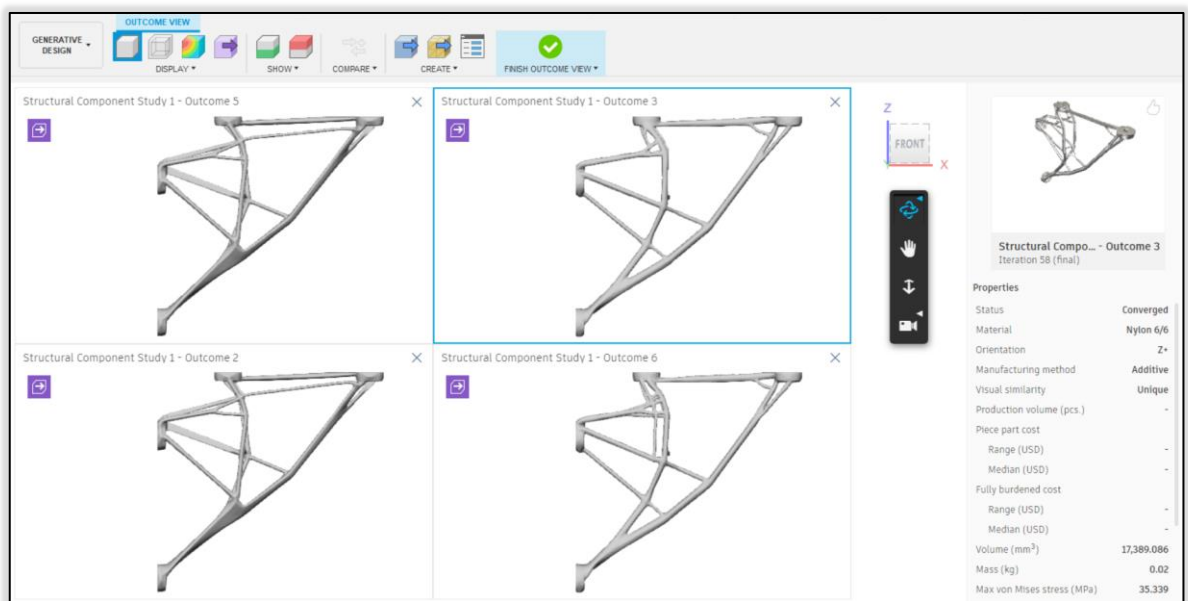 OUTCOME VIEW
GENERATIVE DESIGN ▾
DISPLAY ▾
SHOW ▾
COMPARE ▾
CREATE ▾
FINISH OUTCOME VIEW ▾
Structural Component Study 1 - Outcome 5
Structural Component Study 1 - Outcome 3
Structural Component Study 1 - Outcome 2
Structural Component Study 1 - Outcome 6
Z
FRONT
X
Structural Compo... - Outcome 3
Iteration 58 (final)
Properties
Status Converged
Material Nylon 6/6
Orientation Z+
Manufacturing method Additive
Visual similarity Unique
Production volume (pcs.) -
Piece part cost
Range (USD) -
Median (USD) -
Fully burdened cost
Range (USD) -
Median (USD) -
Volume (mm³) 17,389.086
Mass (kg) 0.02
Max von Mises stress (MPa) 35.339